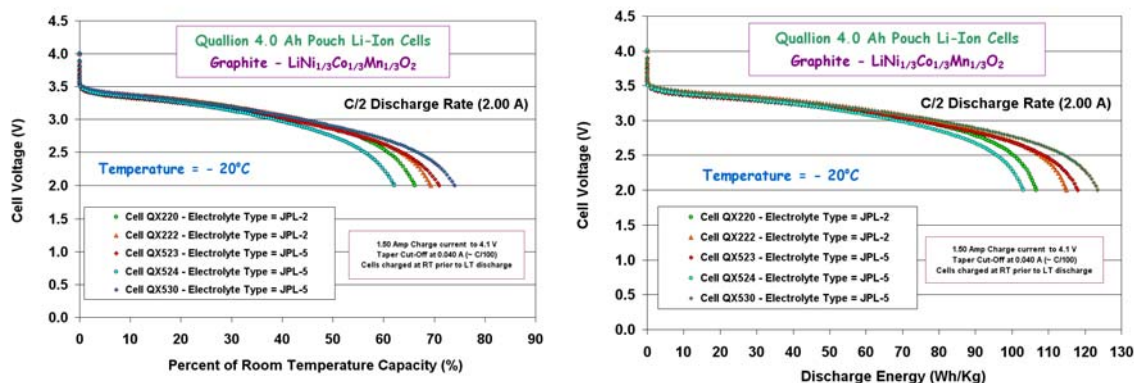 4.5
4.0
3.5
3.0
2.5
2.0
1.5
1.0
0.5
0.0
Cell Voltage (V)
Quallion 4.0 Ah Pouch Li-Ion Cells
Graphite - LiNi1/3Co1/3Mn1/3O2
C/2 Discharge Rate (2.00 A)
Temperature = - 20°C
Cell QX220 - Electrolyte Type = JPL-2
Cell QX222 - Electrolyte Type = JPL-2
Cell QX523 - Electrolyte Type = JPL-5
Cell QX524 - Electrolyte Type = JPL-5
Cell QX530 - Electrolyte Type = JPL-5
1.50 Amp Charge current to 4.1 V
Taper Cut-Off at 0.040 A (~ C/100)
Cells charged at RT prior to LT discharge
0 10 20 30 40 50 60 70 80 90
Percent of Room Temperature Capacity (%)
4.5
4.0
3.5
3.0
2.5
2.0
1.5
1.0
0.5
0.0
Cell Voltage (V)
Quallion 4.0 Ah Pouch Li-Ion Cells
Graphite - LiNi1/3Co1/3Mn1/3O2
C/2 Discharge Rate (2.00 A)
Temperature = - 20°C
Cell QX220 - Electrolyte Type = JPL-2
Cell QX222 - Electrolyte Type = JPL-2
Cell QX523 - Electrolyte Type = JPL-5
Cell QX524 - Electrolyte Type = JPL-5
Cell QX530 - Electrolyte Type = JPL-5
1.50 Amp Charge current to 4.1 V
Taper Cut-Off at 0.040 A (~ C/100)
Cells charged at RT prior to LT discharge
0 10 20 30 40 50 60 70 80 90 100 110 120 130
Discharge Energy (Wh/Kg)